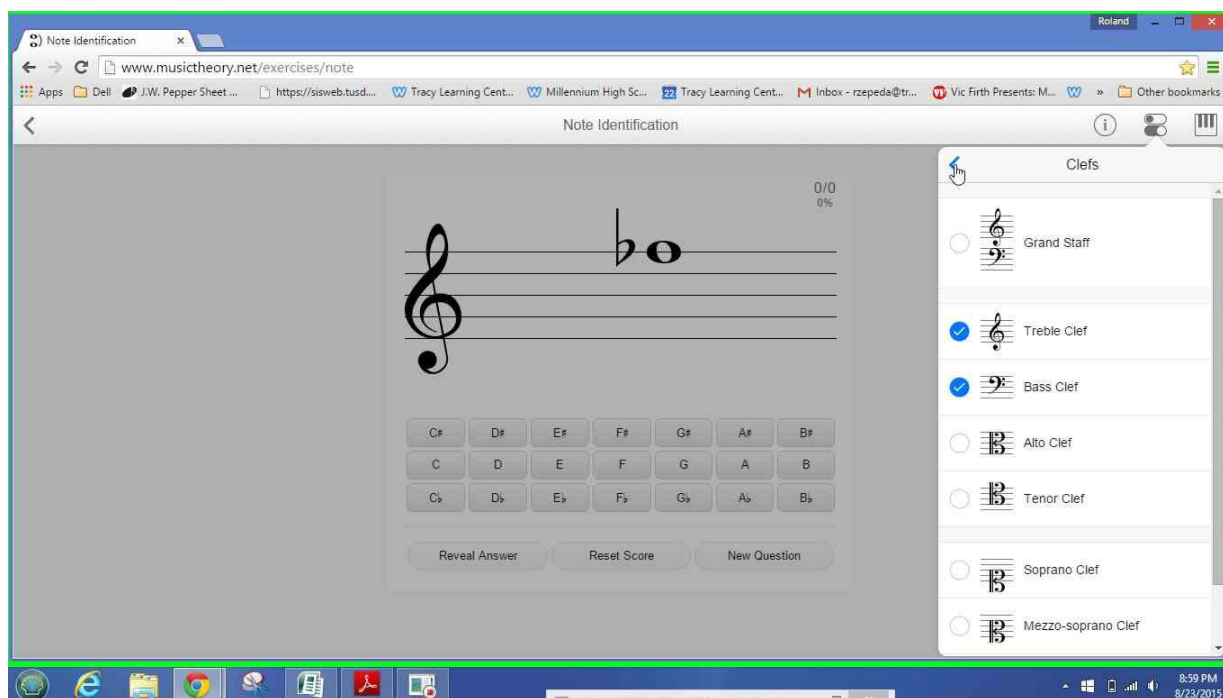 Roland
Note Identification
www.musictheory.net/exercises/note
Apps Dell J.W. Pepper Sheet ... https://sisweb.tusd.... Tracy Learning Cent... Millennium High Sc... 22 Tracy Learning Cent... Inbox - rzepeda@tr... Vic Firth Presents: M... » Other bookmarks
Note Identification
Clefs
0/0
0%
Grand Staff
Treble Clef
Bass Clef
Alto Clef
Tenor Clef
Soprano Clef
Mezzo-soprano Clef
C♯ D♯ E♯ F♯ G♯ A♯ B♯
C D E F G A B
C♭ D♭ E♭ F♭ G♭ A♭ B♭
Reveal Answer Reset Score New Question
8:59 PM
8/23/2015